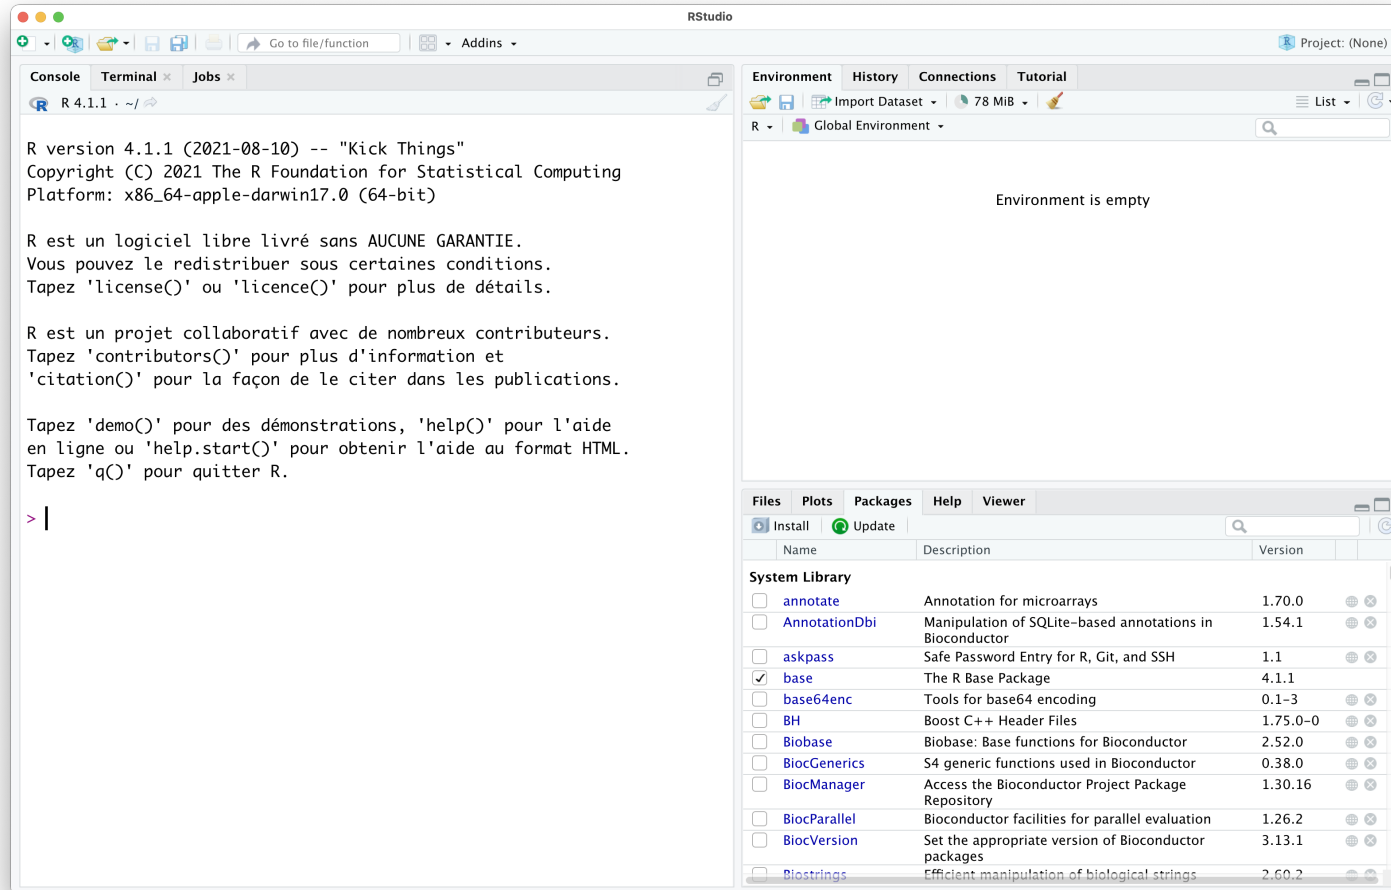 RStudio
Go to file/function
Addins
Project: (None)
Console Terminal Jobs
R 4.1.1 · ~/
R version 4.1.1 (2021-08-10) -- "Kick Things"
Copyright (C) 2021 The R Foundation for Statistical Computing
Platform: x86_64-apple-darwin17.0 (64-bit)
R est un logiciel libre livré sans AUCUNE GARANTIE.
Vous pouvez le redistribuer sous certaines conditions.
Tapez 'license()' ou 'licence()' pour plus de détails.
R est un projet collaboratif avec de nombreux contributeurs.
Tapez 'contributors()' pour plus d'information et
'citation()' pour la façon de le citer dans les publications.
Tapez 'demo()' pour des démonstrations, 'help()' pour l'aide
en ligne ou 'help.start()' pour obtenir l'aide au format HTML.
Tapez 'q()' pour quitter R.
>
Environment History Connections Tutorial
Import Dataset 78 MiB List
R Global Environment
Environment is empty
Files Plots Packages Help Viewer
Install Update
Name Description Version
System Library
annotate Annotation for microarrays 1.70.0
AnnotationDbi Manipulation of SQLite-based annotations in 1.54.1
Bioconductor
askpass Safe Password Entry for R, Git, and SSH 1.1
base The R Base Package 4.1.1
base64enc Tools for base64 encoding 0.1-3
BH Boost C++ Header Files 1.75.0-0
Biobase Biobase: Base functions for Bioconductor 2.52.0
BiocGenerics S4 generic functions used in Bioconductor 0.38.0
BiocManager Access the Bioconductor Project Package 1.30.16
Repository
BiocParallel Bioconductor facilities for parallel evaluation 1.26.2
BiocVersion Set the appropriate version of Bioconductor 3.13.1
packages
Biostrings Efficient manipulation of biological strings 2.60.2